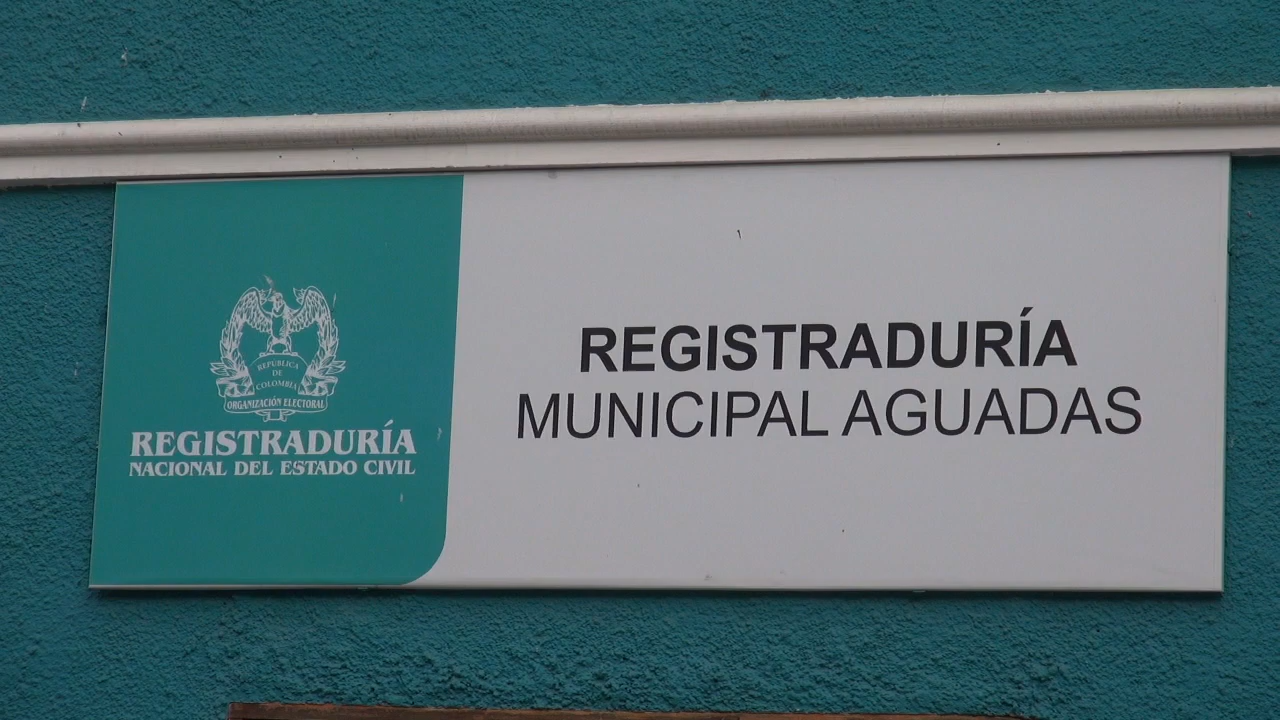 REPUBLICA
DE
COLOMBIA
ORGANIZACIÓN ELECTORAL
REGISTRADURÍA
NACIONAL DEL ESTADO CIVIL
REGISTRADURÍA
MUNICIPAL AGUADAS